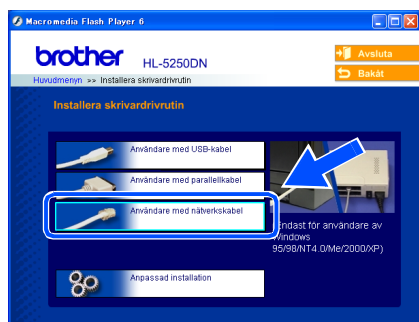 Macromedia Flash Player 6
brother
HL-5250DN
Avsluta
Bakåt
Huvudmenyn >> Installera skrivardrivrutin
Installera skrivardrivrutin
Användare med USB-kabel
Användare med parallellkabel
Användare med nätverkskabel
(Endast för användare av
Windows
95/98/NT4.0/Me/2000/XP)
Anpassad installation